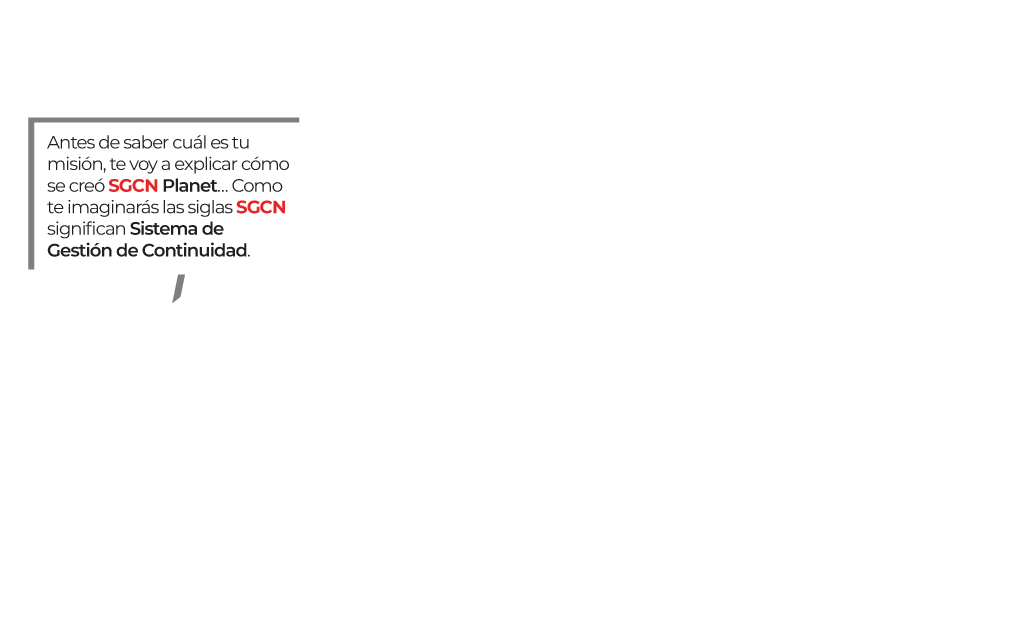 Antes de saber cuál es tu
misión, te voy a explicar cómo
se creó SGCN Planet... Como
te imaginarás las siglas SGCN
significan Sistema de
Gestión de Continuidad.